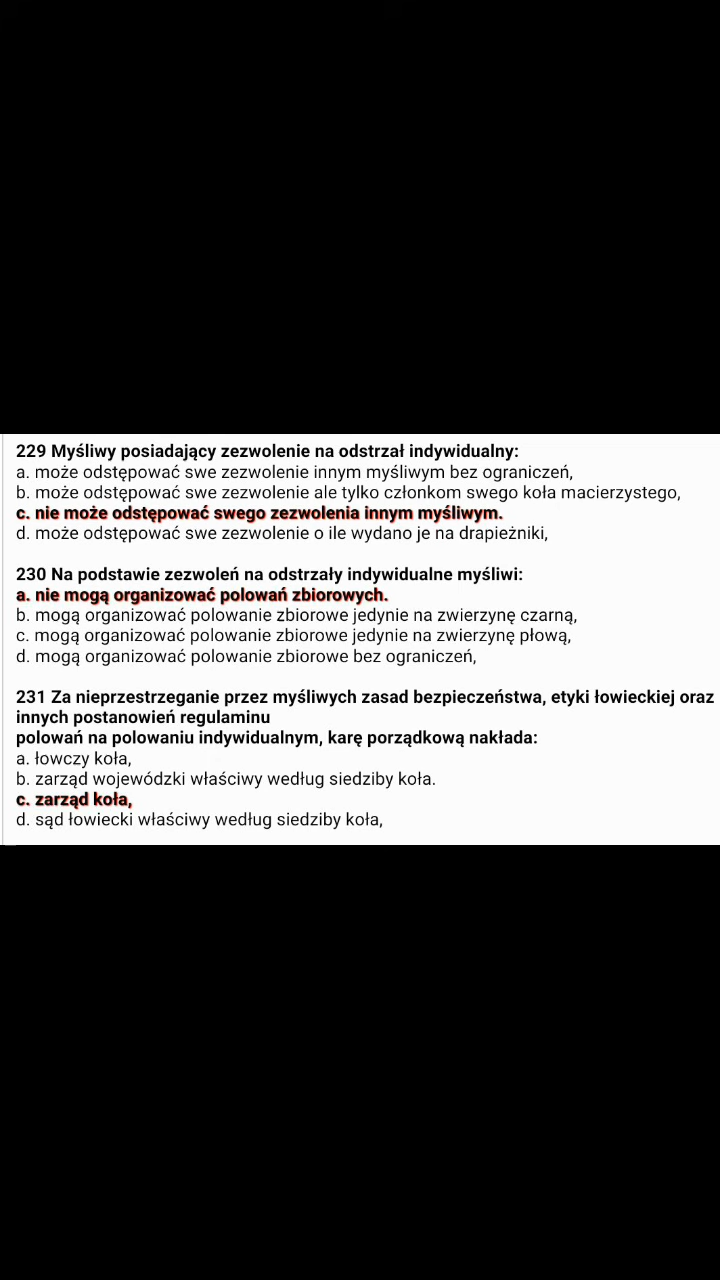 229 Myśliwy posiadający zezwolenie na odstrzał indywidualny:
a. może odstępować swe zezwolenie innym myśliwym bez ograniczeń,
b. może odstępować swe zezwolenie ale tylko członkom swego koła macierzystego,
c. nie może odstępować swego zezwolenia innym myśliwym.
d. może odstępować swe zezwolenie o ile wydano je na drapieżniki,
230 Na podstawie zezwoleń na odstrzały indywidualne myśliwi:
a. nie mogą organizować polowań zbiorowych.
b. mogą organizować polowanie zbiorowe jedynie na zwierzynę czarną,
c. mogą organizować polowanie zbiorowe jedynie na zwierzynę płową,
d. mogą organizować polowanie zbiorowe bez ograniczeń,
231 Za nieprzestrzeganie przez myśliwych zasad bezpieczeństwa, etyki łowieckiej oraz
innych postanowień regulaminu
polowań na polowaniu indywidualnym, karę porządkową nakłada:
a. łowczy koła,
b. zarząd wojewódzki właściwy według siedziby koła.
c. zarząd koła,
d. sąd łowiecki właściwy według siedziby koła,